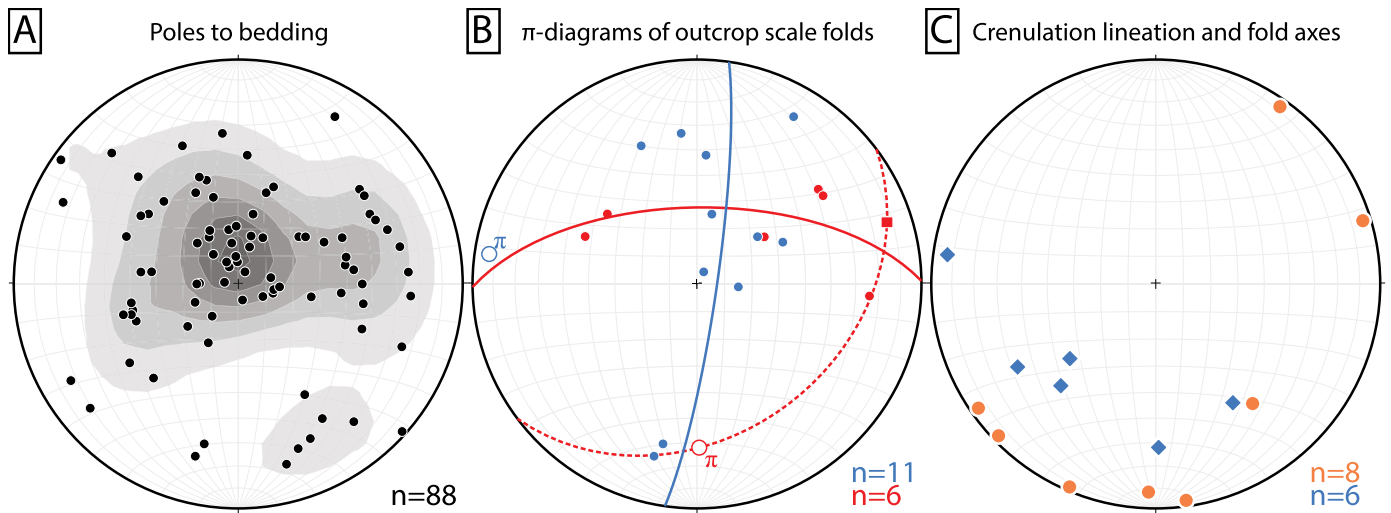 A Poles to bedding
n=88
B π-diagrams of outcrop scale folds
π
π
n=11
n=6
C Crenulation lineation and fold axes
n=8
n=6